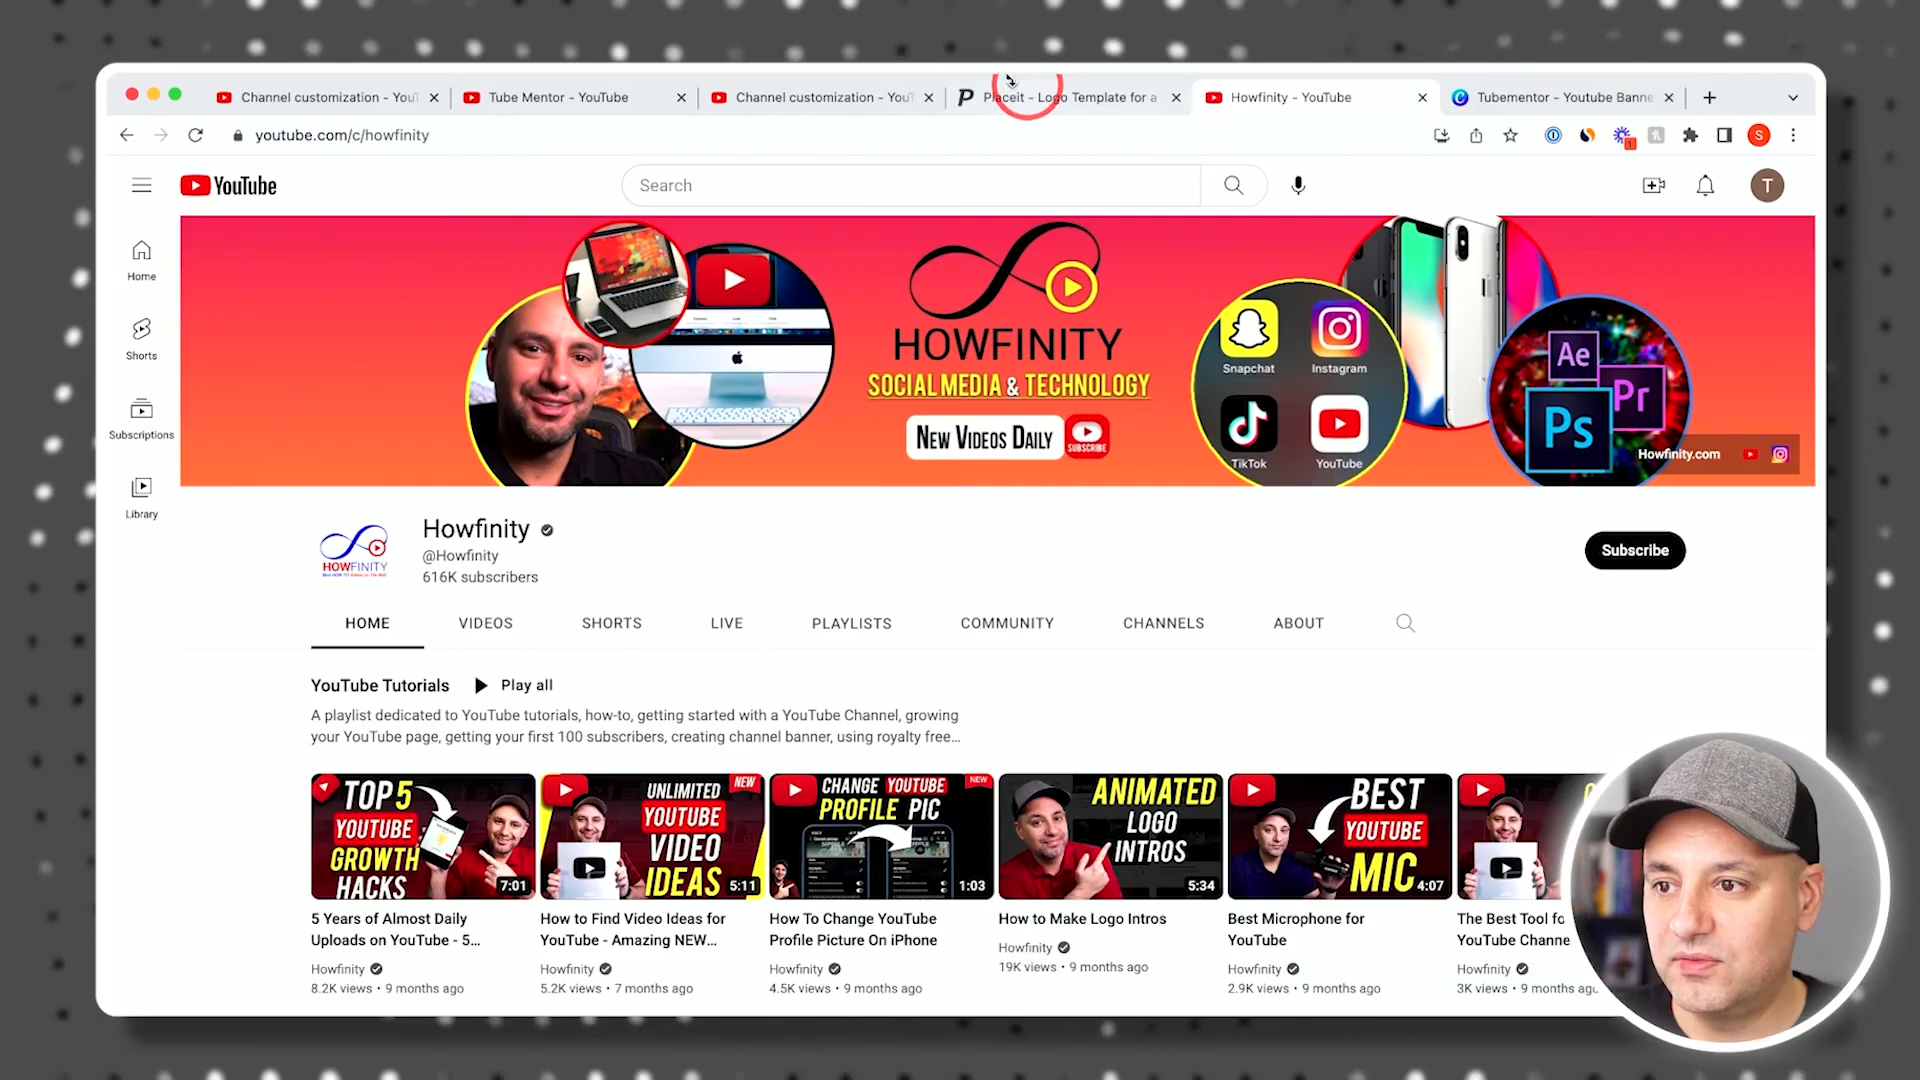 Channel customization - You
Tube Mentor - YouTube
Channel customization - You
Placeit - Logo Template for a
Howfinity - YouTube
Tubementor - Youtube Banne
youtube.com/c/howfinity
1
S
YouTube
Search
T
Home
Shorts
Subscriptions
Library
HOWFINITY
SOCIAL MEDIA & TECHNOLOGY
NEW VIDEOS DAILY
SUBSCRIBE
Snapchat
Instagram
TikTok
YouTube
Ae
Pr
Ps
Howfinity.com
HOWFINITY
Howfinity
@Howfinity
616K subscribers
Subscribe
HOME
VIDEOS
SHORTS
LIVE
PLAYLISTS
COMMUNITY
CHANNELS
ABOUT
YouTube Tutorials
Play all
A playlist dedicated to YouTube tutorials, how-to, getting started with a YouTube Channel, growing
your YouTube page, getting your first 100 subscribers, creating channel banner, using royalty free...
TOP 5
YOUTUBE
GROWTH
HACKS
7:01
UNLIMITED
YOUTUBE
VIDEO
IDEAS
NEW
5:11
CHANGE YOUTUBE
PROFILE PIC
NEW
1:03
ANIMATED
LOGO
INTROS
5:34
BEST
YOUTUBE
MIC
4:07
5 Years of Almost Daily
Uploads on YouTube - 5...
Howfinity
8.2K views • 9 months ago
How to Find Video Ideas for
YouTube - Amazing NEW...
Howfinity
5.2K views • 7 months ago
How To Change YouTube
Profile Picture On iPhone
Howfinity
4.5K views • 9 months ago
How to Make Logo Intros
Howfinity
19K views • 9 months ago
Best Microphone for
YouTube
Howfinity
2.9K views • 9 months ago
The Best Tool fo
YouTube Channe
Howfinity
3K views • 9 months ago